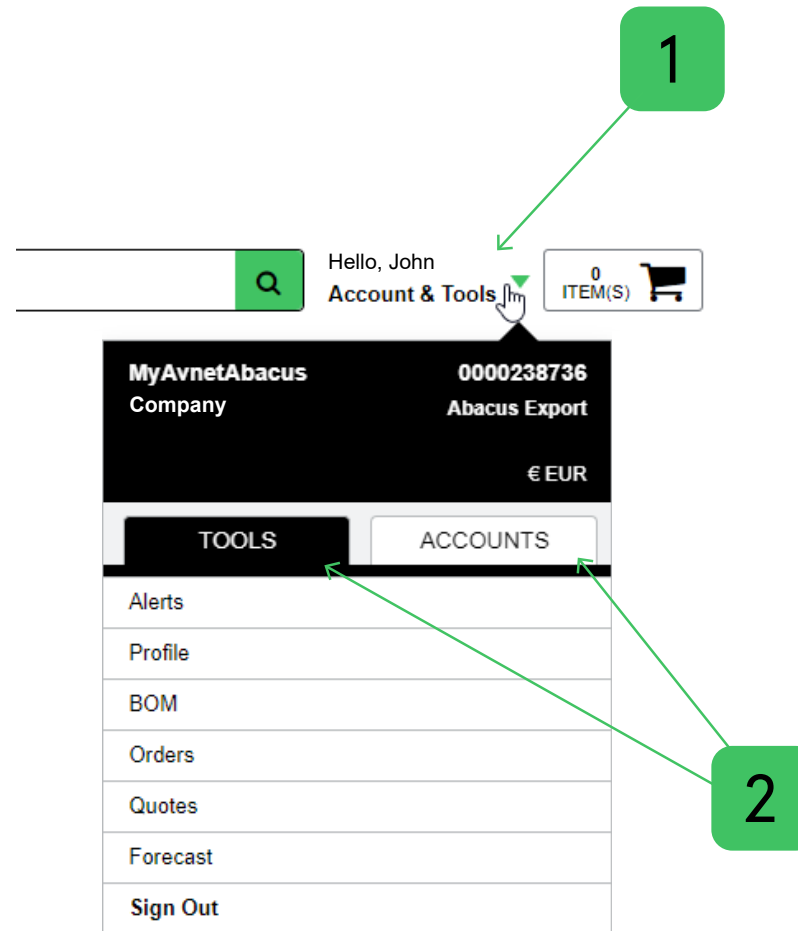 1
Hello, John
Account & Tools
0
ITEM(S)
MyAvnetAbacus 0000238736
Company Abacus Export
€ EUR
TOOLS ACCOUNTS
Alerts
Profile
BOM
Orders
Quotes
2
Forecast
Sign Out